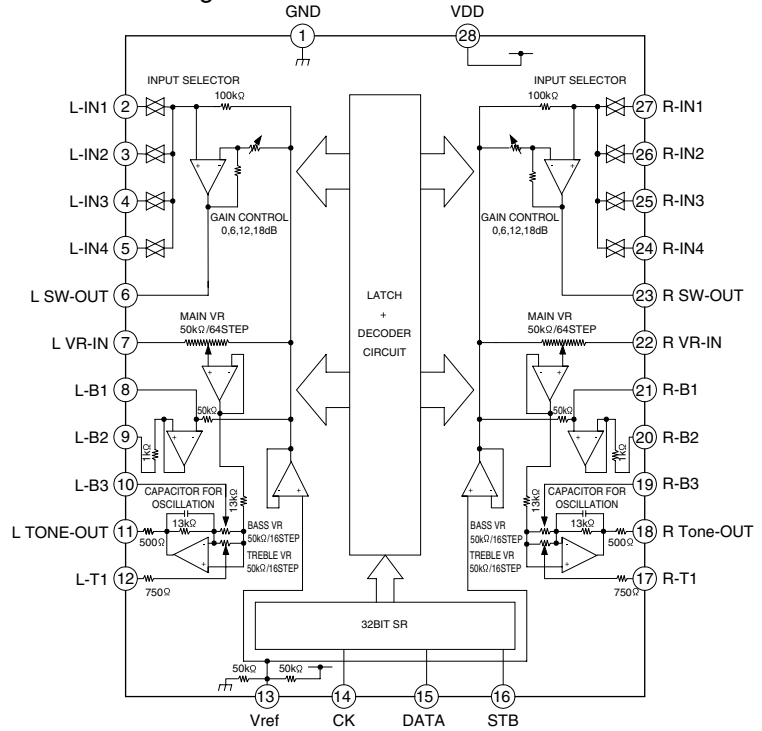 GND
VDD
1
28
INPUT SELECTOR
INPUT SELECTOR
100kΩ
100kΩ
L-IN1 2
27 R-IN1
L-IN2 3
26 R-IN2
L-IN3 4
25 R-IN3
GAIN CONTROL
0,6,12,18dB
GAIN CONTROL
0,6,12,18dB
L-IN4 5
24 R-IN4
L SW-OUT 6
23 R SW-OUT
LATCH
+
DECODER
CIRCUIT
MAIN VR
50kΩ/64STEP
MAIN VR
50kΩ/64STEP
L VR-IN 7
22 R VR-IN
L-B1 8
21 R-B1
50kΩ
50kΩ
L-B2 9
20 R-B2
1kΩ
1kΩ
L-B3 10
19 R-B3
13kΩ
13kΩ
CAPACITOR FOR
OSCILLATION
CAPACITOR FOR
OSCILLATION
13kΩ
13kΩ
L TONE-OUT 11
18 R Tone-OUT
500Ω
500Ω
BASS VR
50kΩ/16STEP
TREBLE VR
50kΩ/16STEP
BASS VR
50kΩ/16STEP
TREBLE VR
50kΩ/16STEP
L-T1 12
17 R-T1
750Ω
750Ω
32BIT SR
50kΩ
50kΩ
13
14
15
16
Vref
CK
DATA
STB